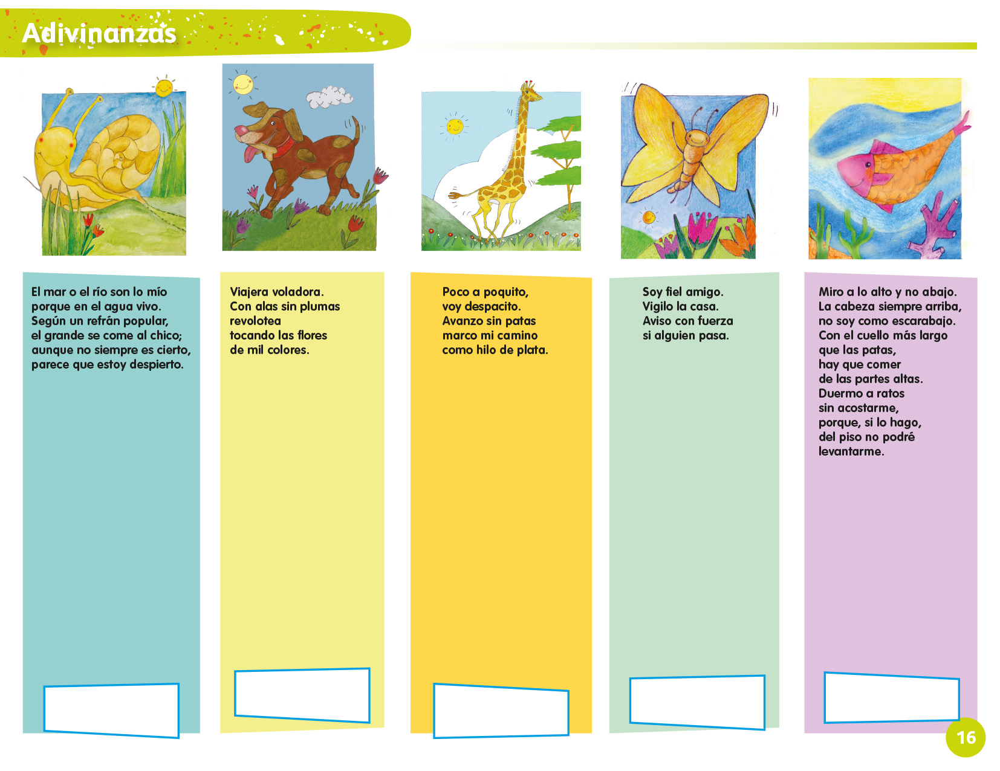 Adivinanzas
El mar o el río son lo mío
porque en el agua vivo.
Según un refrán popular,
el grande se come al chico;
aunque no siempre es cierto,
parece que estoy despierto.
Viajera voladora.
Con alas sin plumas
revolotea
tocando las flores
de mil colores.
Poco a poquito,
voy despacito.
Avanzo sin patas
marco mi camino
como hilo de plata.
Soy fiel amigo.
Vigilo la casa.
Aviso con fuerza
si alguien pasa.
Miro a lo alto y no abajo.
La cabeza siempre arriba,
no soy como escarabajo.
Con el cuello más largo
que las patas,
hay que comer
de las partes altas.
Duermo a ratos
sin acostarme,
porque, si lo hago,
del piso no podré
levantarme.
16